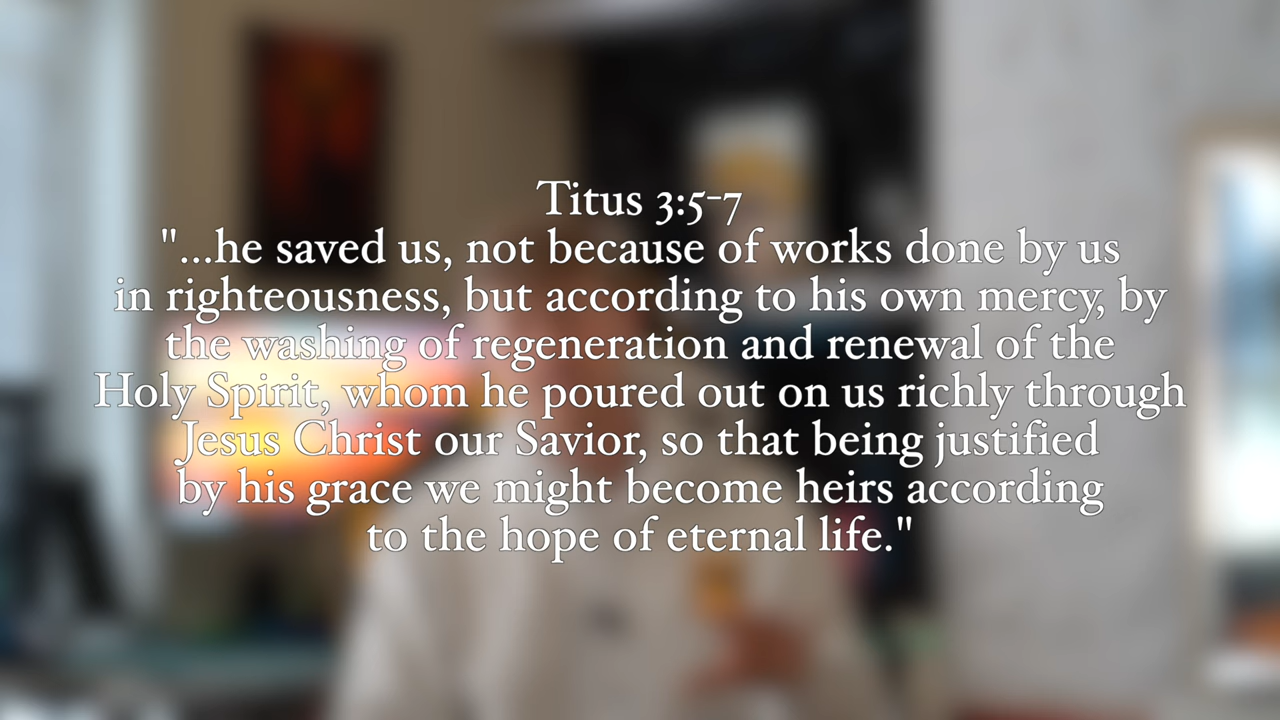 Titus 3:5-7
"...he saved us, not because of works done by us
in righteousness, but according to his own mercy, by
the washing of regeneration and renewal of the
Holy Spirit, whom he poured out on us richly through
Jesus Christ our Savior, so that being justified
by his grace we might become heirs according
to the hope of eternal life."